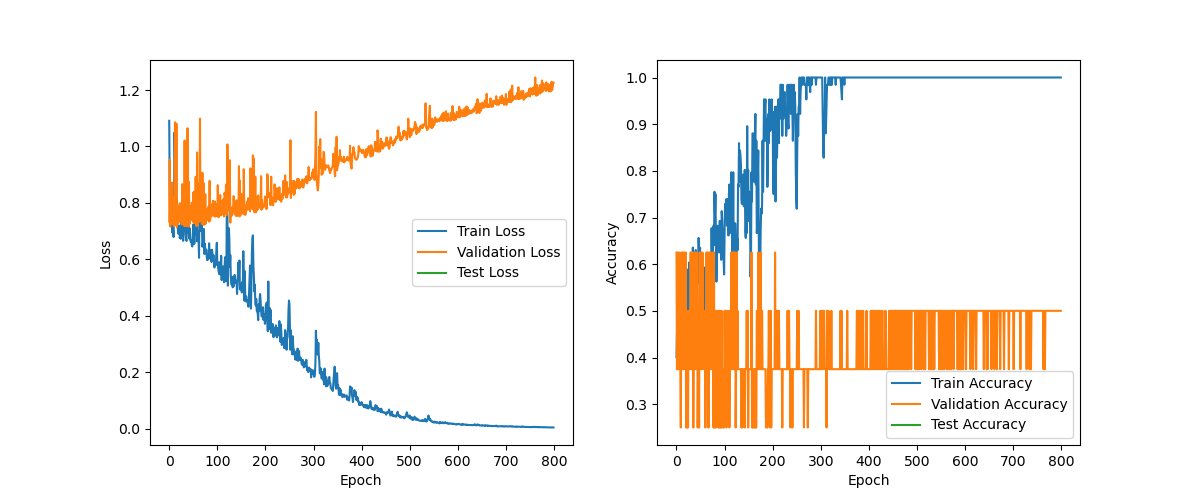 1.2
1.0
0.8
0.6
0.4
0.2
0.0
Loss
0 100 200 300 400 500 600 700 800
Epoch
Train Loss
Validation Loss
Test Loss
1.0
0.9
0.8
0.7
0.6
0.5
0.4
0.3
Accuracy
0 100 200 300 400 500 600 700 800
Epoch
Train Accuracy
Validation Accuracy
Test Accuracy